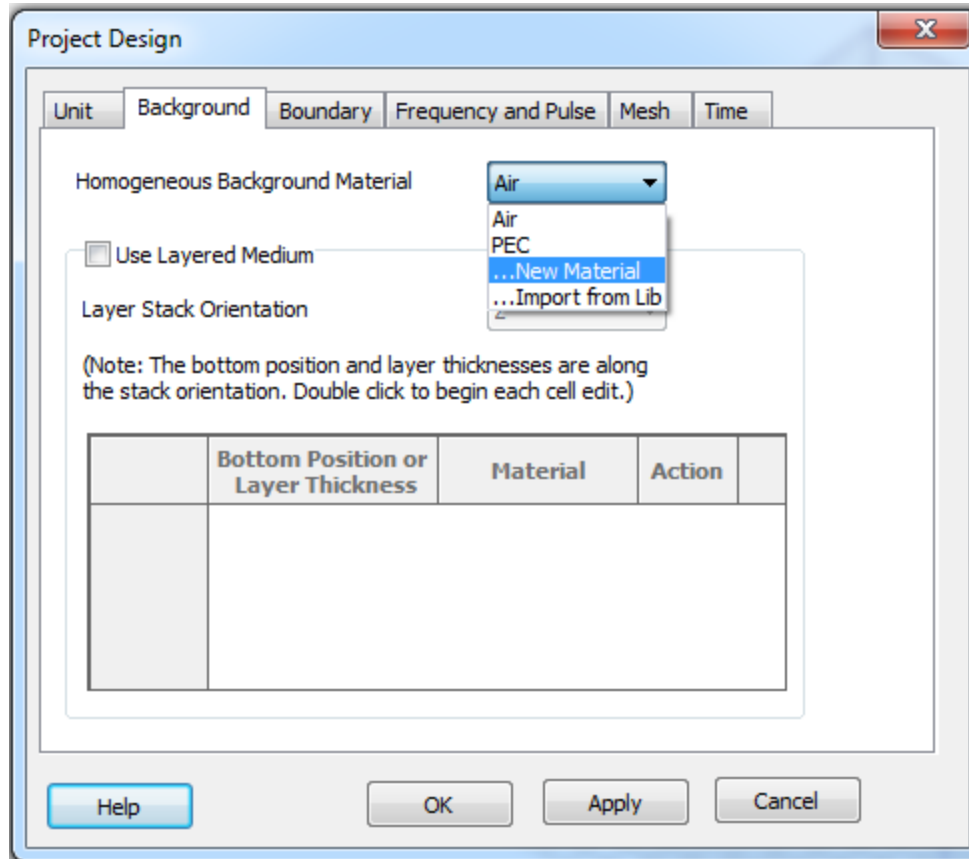 Project Design
X
Unit Background Boundary Frequency and Pulse Mesh Time
Homogeneous Background Material Air
Air
PEC
...New Material
...Import from Lib
Use Layered Medium
Layer Stack Orientation
(Note: The bottom position and layer thicknesses are along
the stack orientation. Double click to begin each cell edit.)
Bottom Position or
Layer Thickness
Material
Action
Help OK Apply Cancel